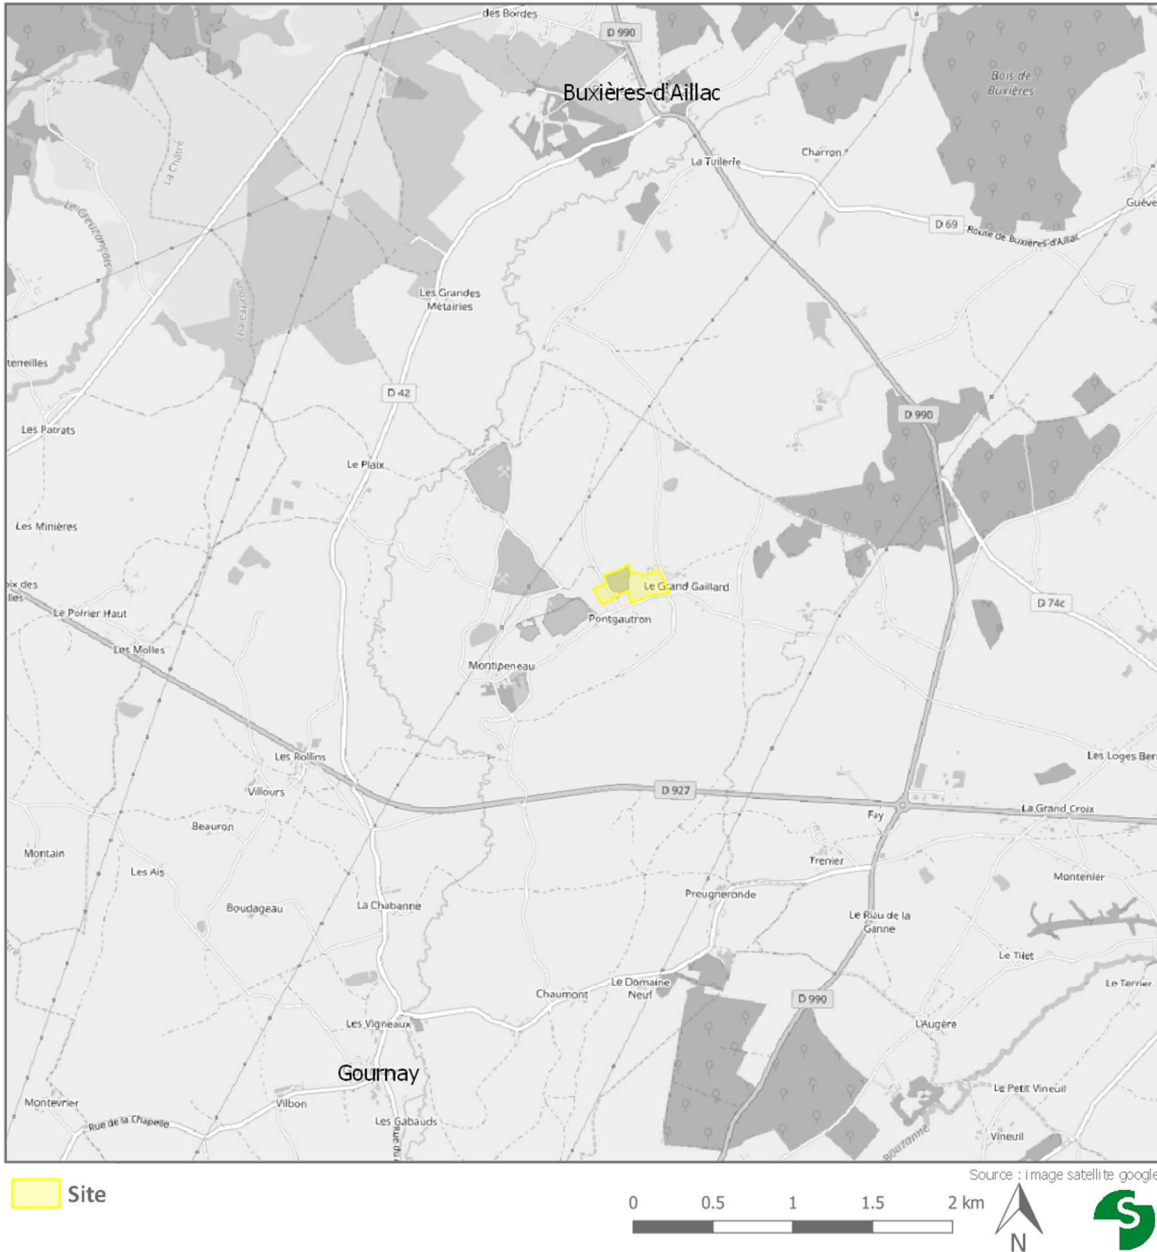 des Bordes
D 990
Buxières-d'Aillac
Bois de
Buxières
La Tuilerie
Charron
La Châtre
Le Creuzançais
D 69
Route de Buxières-d'Aillac
Les Grandes
Métairies
Châteauroux
D 42
D 990
Les Patrats
Le Plaix
Les Minières
Le Grand Gaillard
Pontgautron
D 74c
Le Poirier Haut
Les Molles
Montipeneau
Les Rollins
Villours
D 927
Les Loges Ber
La Grand Croix
Fay
Beauron
Montain
Les Ais
Trenier
Montenier
Boudageau
La Chabanne
Preugneronde
Le Riau de la
Ganne
Le Tilet
Le Domaine
Neuf
Chaumont
D 990
Le Terrier
Les Vigneaux
L'Augère
Gournay
Montevrier
Vilbon
Le Petit Vineuil
Rue de la Chapelle
Les Gabauds
Bouzanne
Vineuil
Source : image satellite google
Site
0 0.5 1 1.5 2 km
N
S